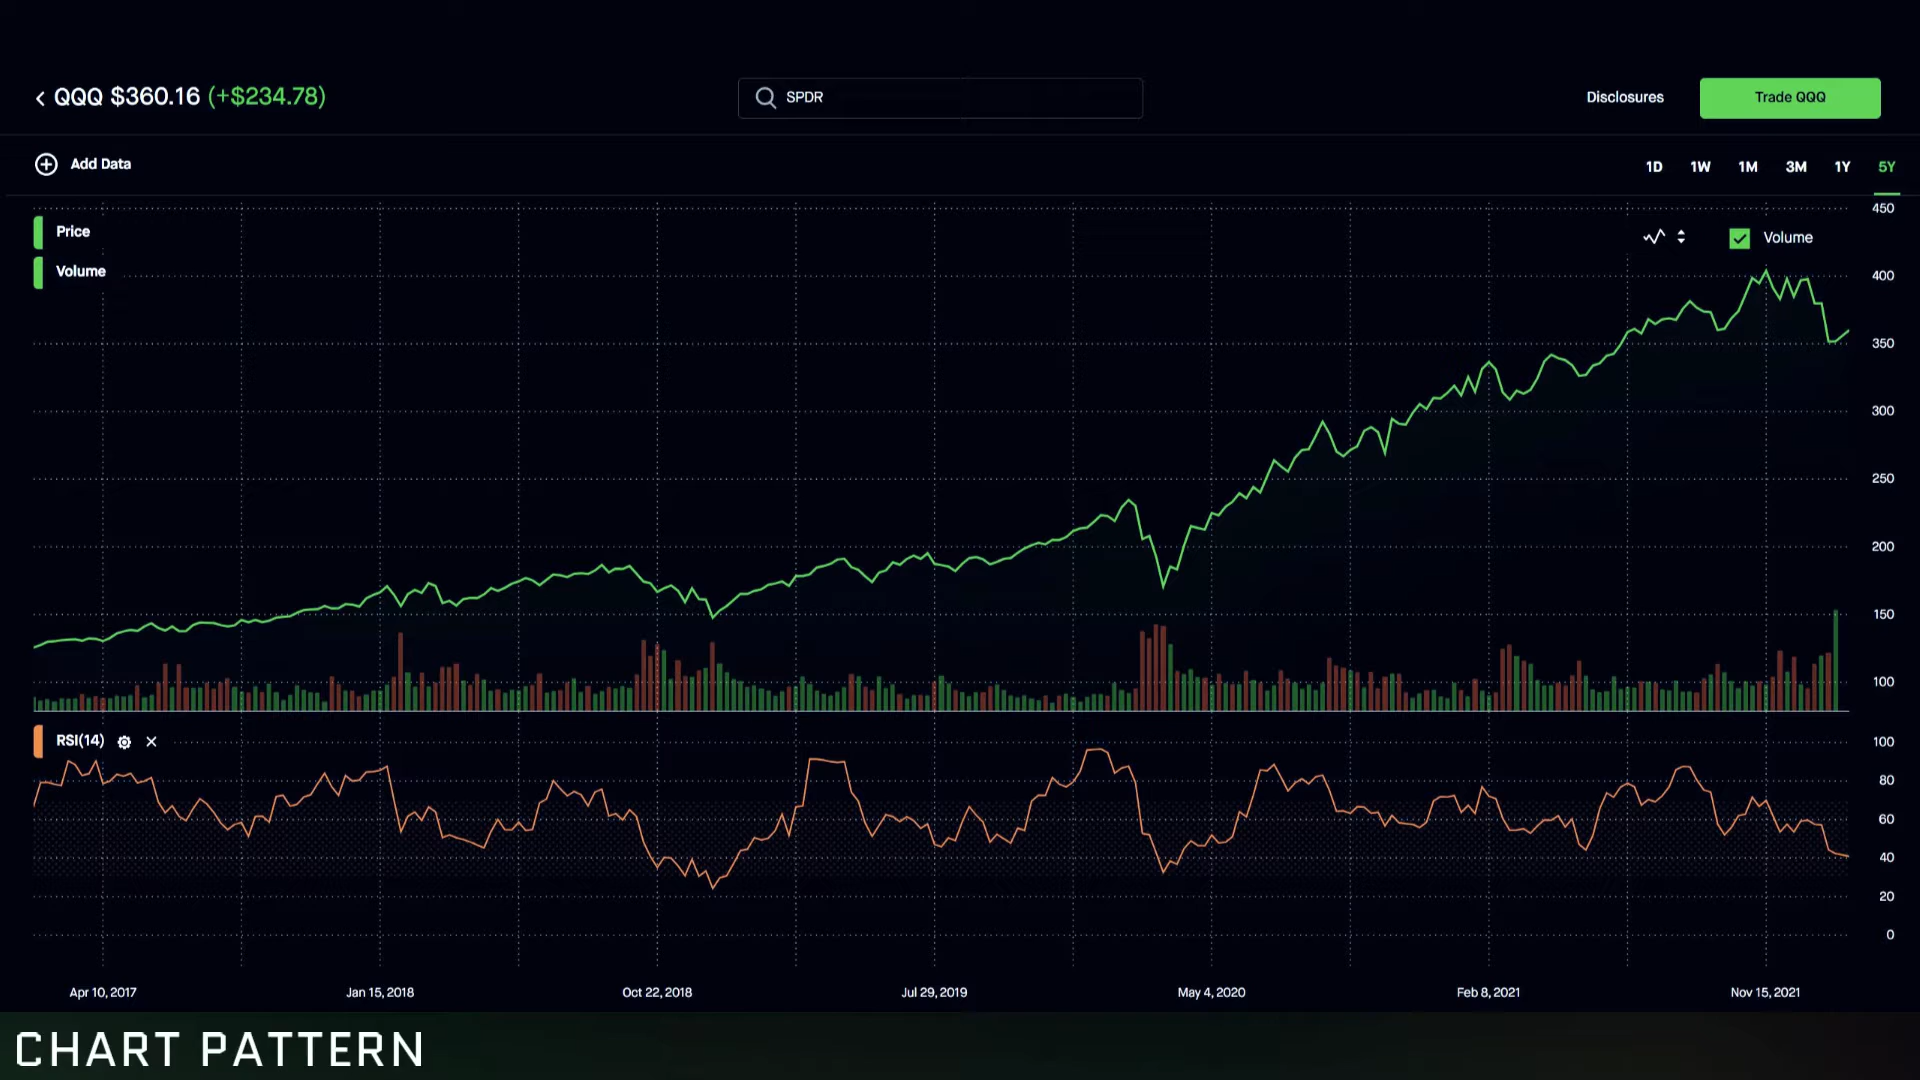 QQQ $360.16 (+$234.78)
SPDR
Disclosures
Trade QQQ
Add Data
1D 1W 1M 3M 1Y 5Y
Price
Volume
Volume
450
400
350
300
250
200
150
100
RSI(14)
100
80
60
40
20
0
Apr 10, 2017 Jan 15, 2018 Oct 22, 2018 Jul 29, 2019 May 4, 2020 Feb 8, 2021 Nov 15, 2021
CHART PATTERN